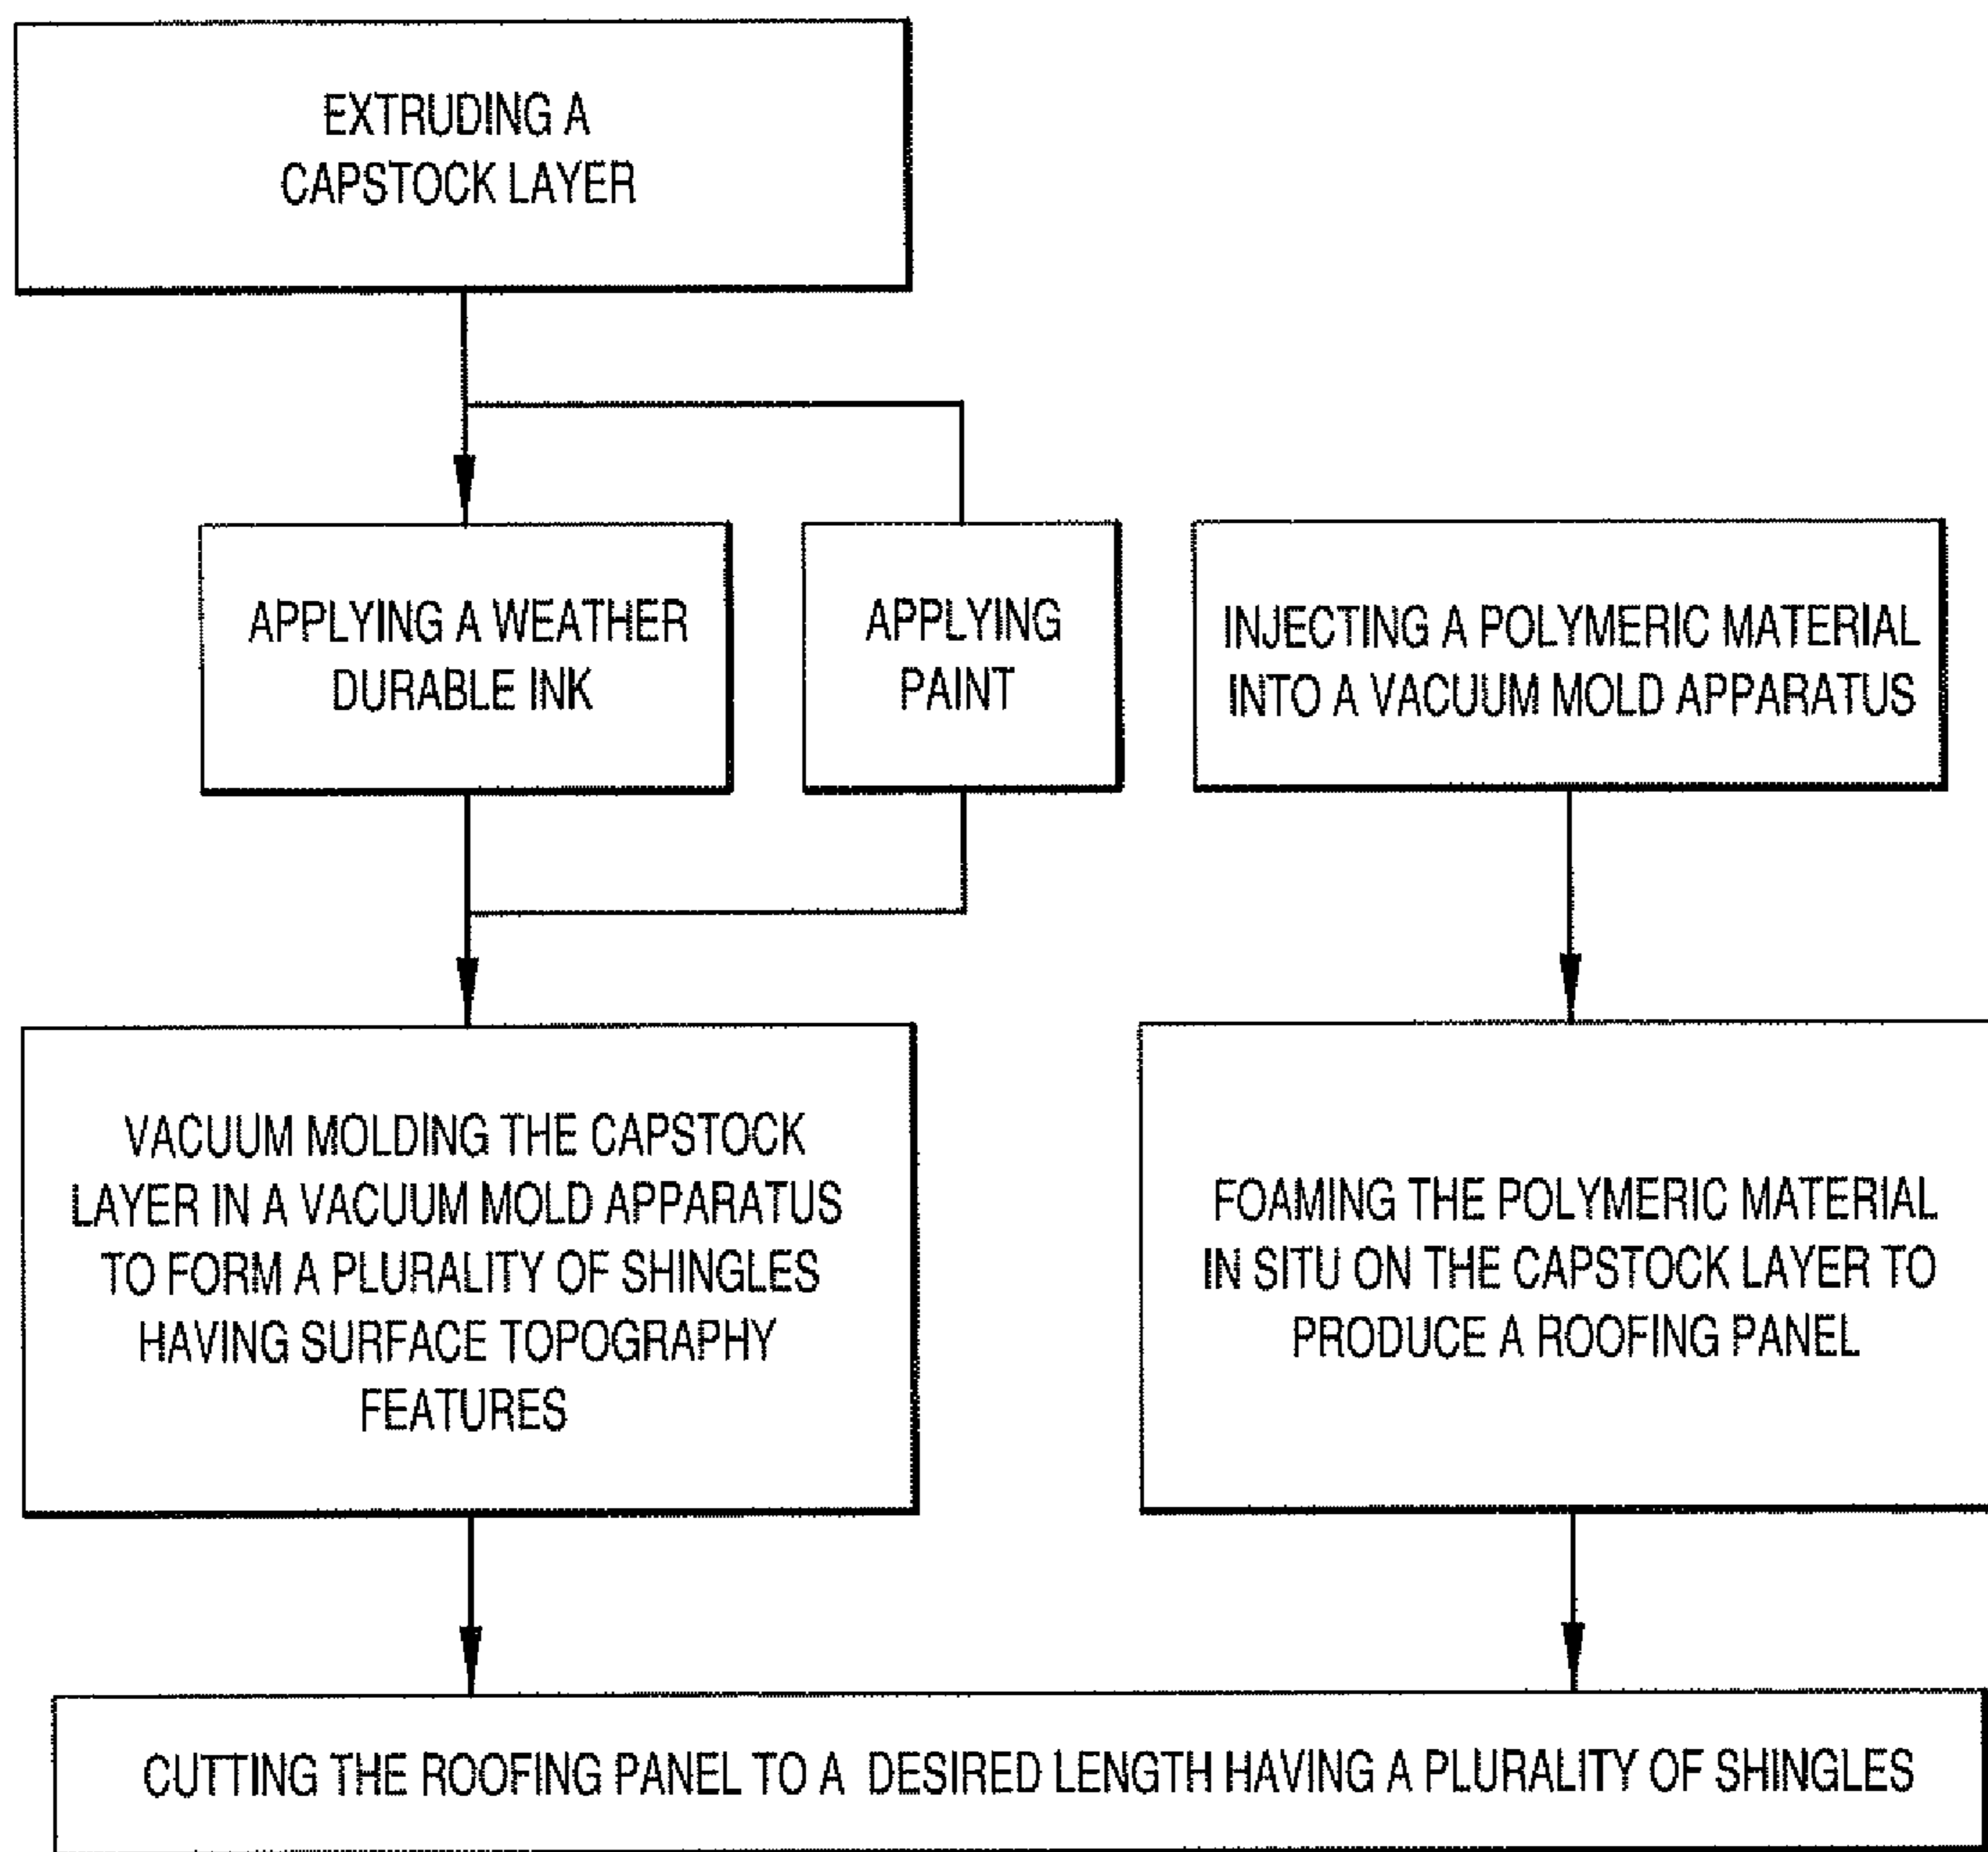 EXTRUDING A
CAPSTOCK LAYER
APPLYING A WEATHER
DURABLE INK
APPLYING
PAINT
INJECTING A POLYMERIC MATERIAL
INTO A VACUUM MOLD APPARATUS
VACUUM MOLDING THE CAPSTOCK
LAYER IN A VACUUM MOLD APPARATUS
TO FORM A PLURALITY OF SHINGLES
HAVING SURFACE TOPOGRAPHY
FEATURES
FOAMING THE POLYMERIC MATERIAL
IN SITU ON THE CAPSTOCK LAYER TO
PRODUCE A ROOFING PANEL
CUTTING THE ROOFING PANEL TO A DESIRED LENGTH HAVING A PLURALITY OF SHINGLES